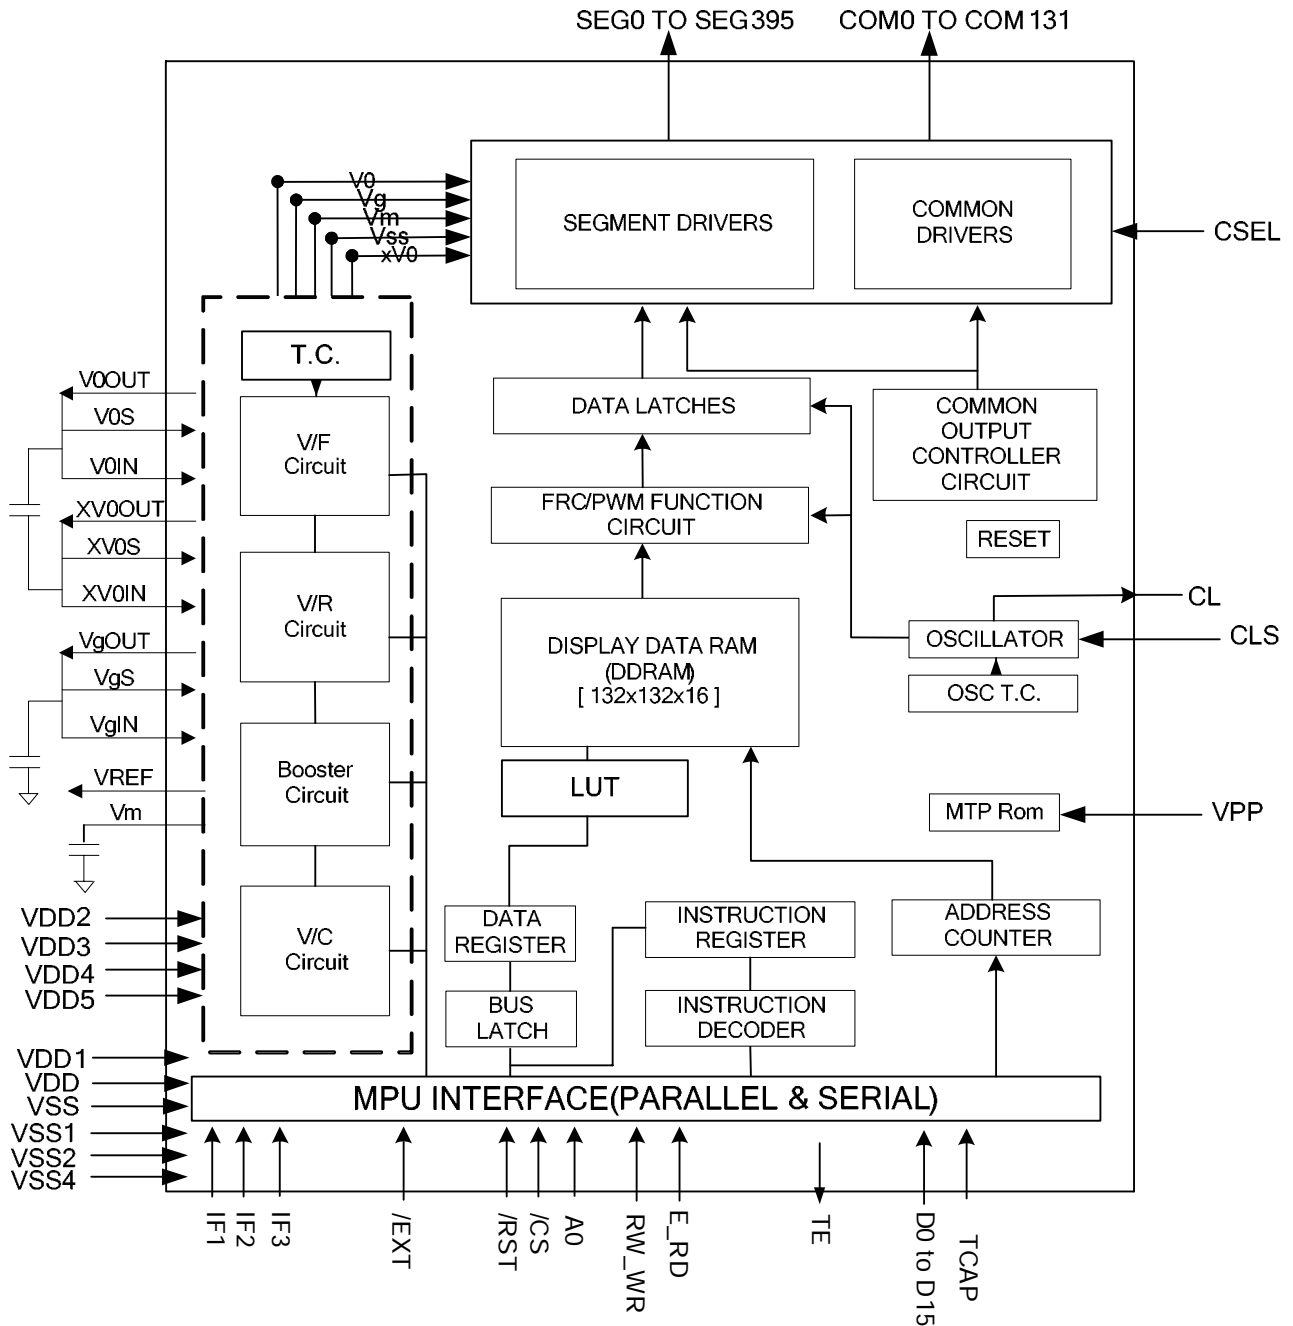 SEG0 TO SEG395
COM0 TO COM131
V0
Vg
Vm
Vss
xV0
SEGMENT DRIVERS
COMMON
DRIVERS
CSEL
T.C.
V/F
Circuit
V/R
Circuit
Booster
Circuit
V/C
Circuit
V0OUT
V0S
V0IN
XV0OUT
XV0S
XV0IN
VgOUT
VgS
VgIN
VREF
Vm
VDD2
VDD3
VDD4
VDD5
VDD1
VDD
VSS
VSS1
VSS2
VSS4
DATA LATCHES
COMMON
OUTPUT
CONTROLLER
CIRCUIT
FRC/PWM FUNCTION
CIRCUIT
RESET
DISPLAY DATA RAM
(DDRAM)
[ 132x132x16 ]
OSCILLATOR
OSC T.C.
CL
CLS
LUT
MTP Rom
VPP
DATA
REGISTER
INSTRUCTION
REGISTER
ADDRESS
COUNTER
BUS
LATCH
INSTRUCTION
DECODER
MPU INTERFACE(PARALLEL & SERIAL)
IF1
IF2
IF3
/EXT
/RST
/CS
A0
RW_WR
E_RD
TE
D0 to D15
TCAP